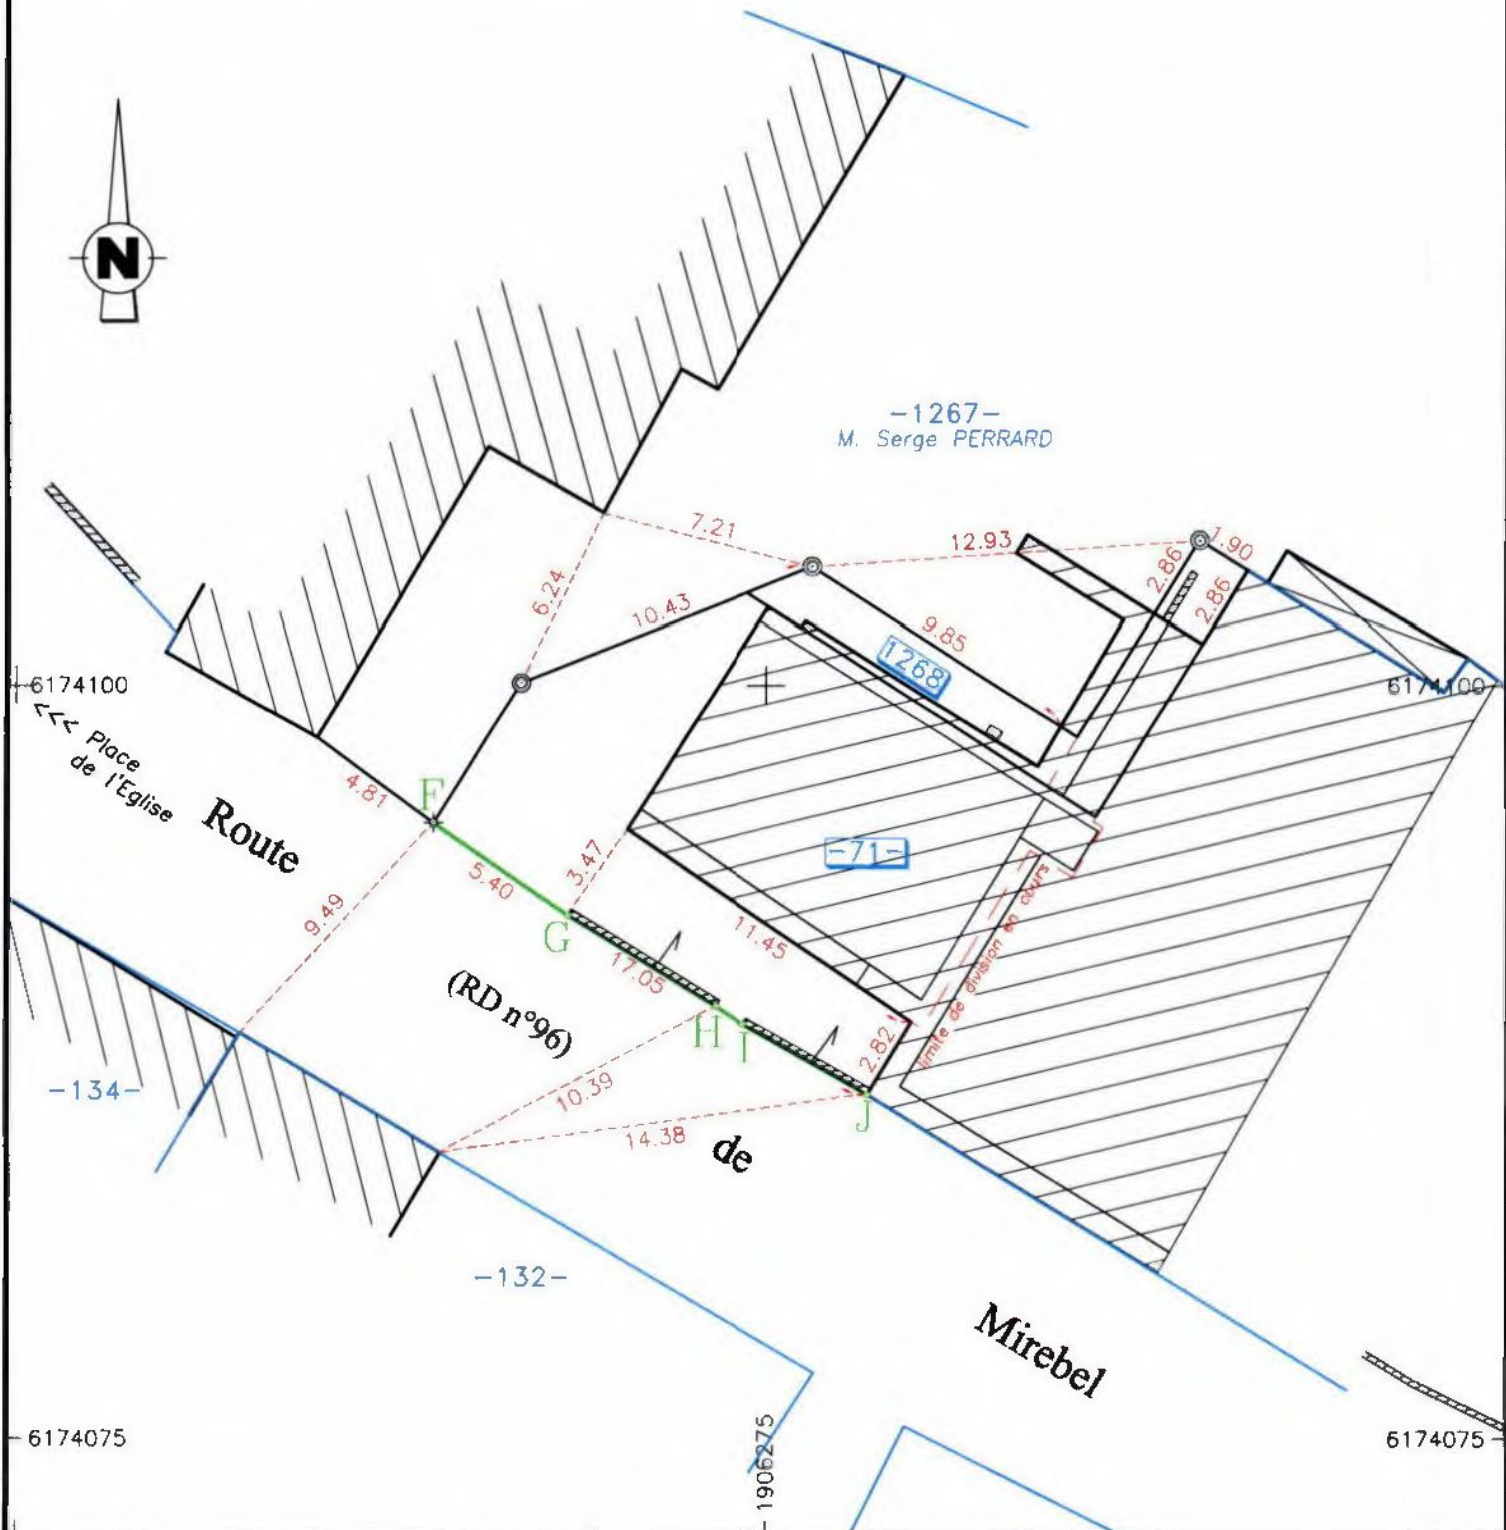 N
-1267-
M. Serge PERRARD
7.21
12.93
1.90
2.86
2.86
6.24
10.43
9.85
1268
6174100
6174100
<<< Place
de l'Eglise
4.81
F
Route
5.40
3.47
-71-
G
9.49
11.45
17.05
limite de division en cours
(RD n°96)
H
I
2.82
J
-134-
10.39
14.38
de
-132-
Mirebel
6174075
1906275
6174075